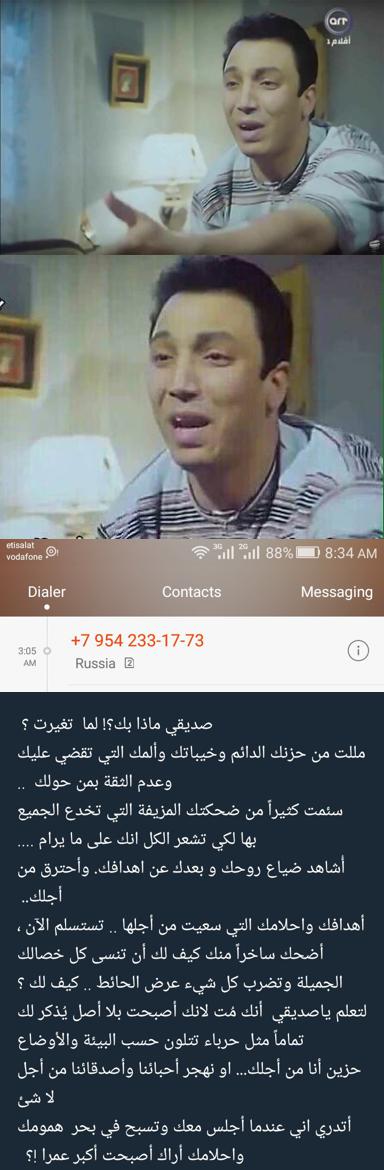 art
أفلام
etisalat
vodafone
3G
2G
88%
8:34 AM
Dialer
Contacts
Messaging
3:05
AM
+7 954 233-17-73
Russia
2
صديقي ماذا بك؟! لما تغيرت ؟
مللت من حزنك الدائم وخيباتك وألمك التي تقضي عليك
وعدم الثقة بمن حولك ..
سئمت كثيراً من ضحكتك المزيفة التي تخدع الجميع
بها لكي تشعر الكل انك على ما يرام ....
أُشاهد ضياع روحك و بعدك عن اهدافك. وأحترق من
أجلك..
أهدافك واحلامك التي سعيت من أجلها .. تستسلم الآن ،
أضحك ساخراً منك كيف لك أن تنسى كل خصالك
الجميلة وتضرب كل شيء عرض الحائط .. كيف لك ؟
لتعلم ياصديقي أنك مُت لانك أصبحت بلا أصل يُذكر لك
تماماً مثل حرباء تتلون حسب البيئة والأوضاع
حزين أنا من أجلك... او نهجر أحبائنا وأصدقائنا من أجل
لا شئ
أتدري اني عندما أجلس معك وتسبح في بحر همومك
واحلامك أراك أصبحت أكبر عمرا !؟